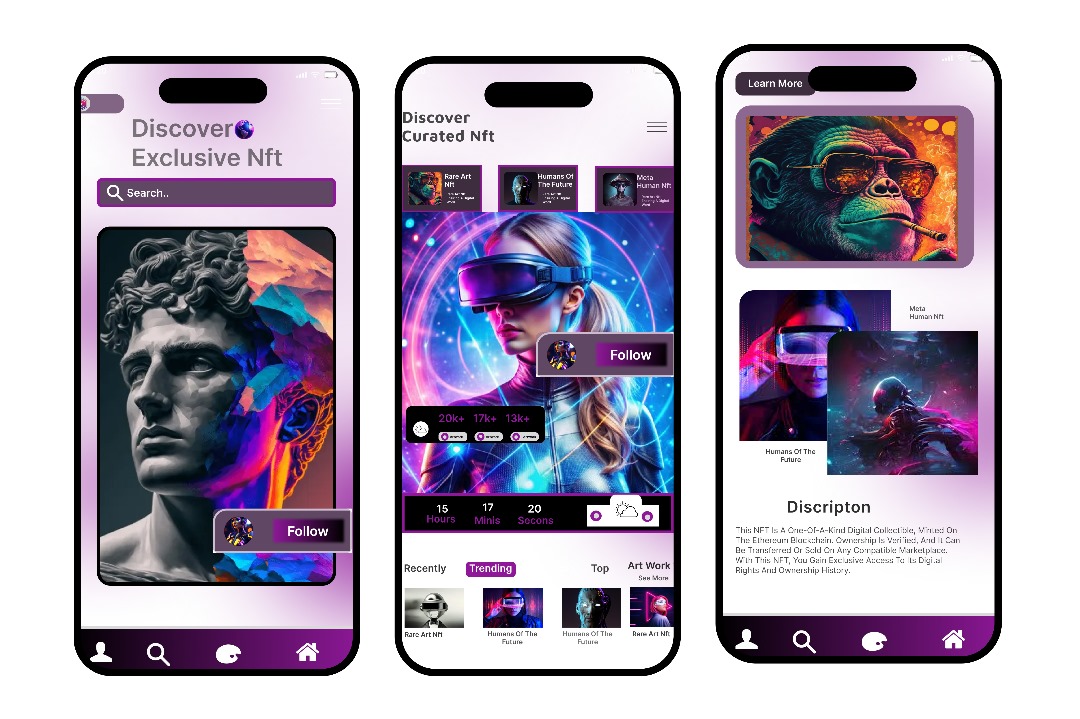 Discover
Exclusive Nft
Search..
Follow
Discover
Curated Nft
Rare Art
Nft
Humans Of
The Future
Meta
Human Nft
Follow
20k+ 17k+ 13k+
15 17 20
Hours Minis Secons
Recently Trending Top Art Work
See More
Rare Art Nft
Humans Of The
Future
Humans Of The
Future
Rare Art Nft
Learn More
Meta
Human Nft
Humans Of The
Future
Discripton
This NFT Is A One-Of-A-Kind Digital Collectible, Minted On
The Ethereum Blockchain. Ownership Is Verified, And It Can
Be Transferred Or Sold On Any Compatible Marketplace.
With This NFT, You Gain Exclusive Access To Its Digital
Rights And Ownership History.